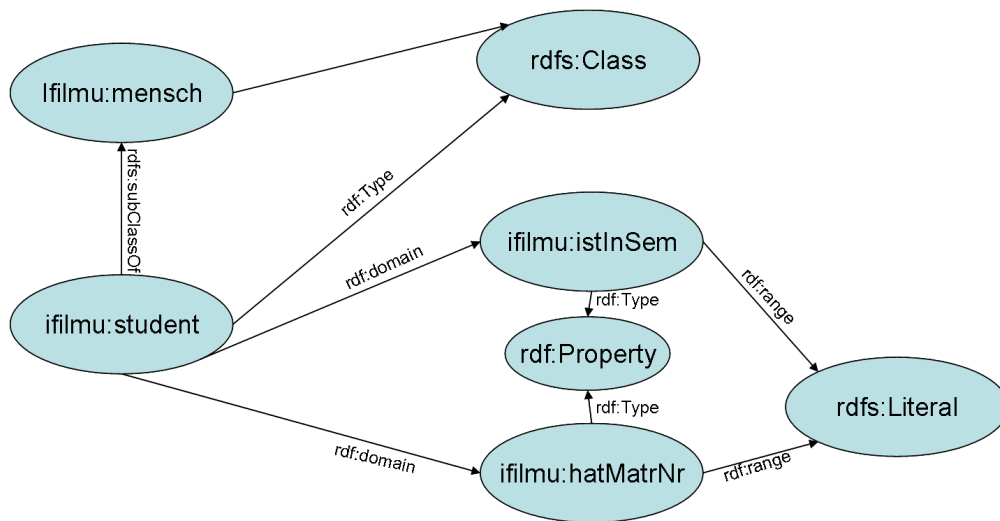 rdfs:Class
Ifilmu:mensch
rdfs:subClassOf
rdf:Type
ifilmu:istInSem
rdf:domain
rdf:Type
rdf:range
ifilmu:student
rdf:Property
rdf:Type
rdfs:Literal
rdf:domain
ifilmu:hatMatrNr
rdf:range